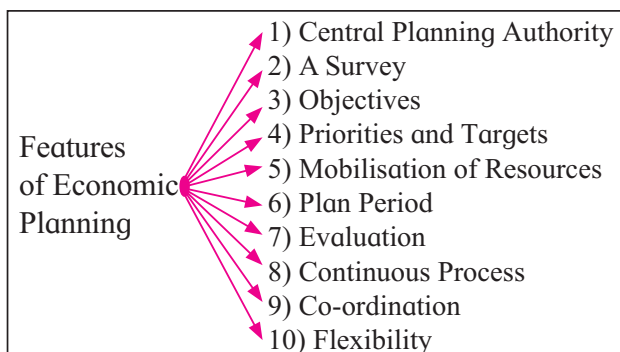 Features
of Economic
Planning
1) Central Planning Authority
2) A Survey
3) Objectives
4) Priorities and Targets
5) Mobilisation of Resources
6) Plan Period
7) Evaluation
8) Continuous Process
9) Co-ordination
10) Flexibility